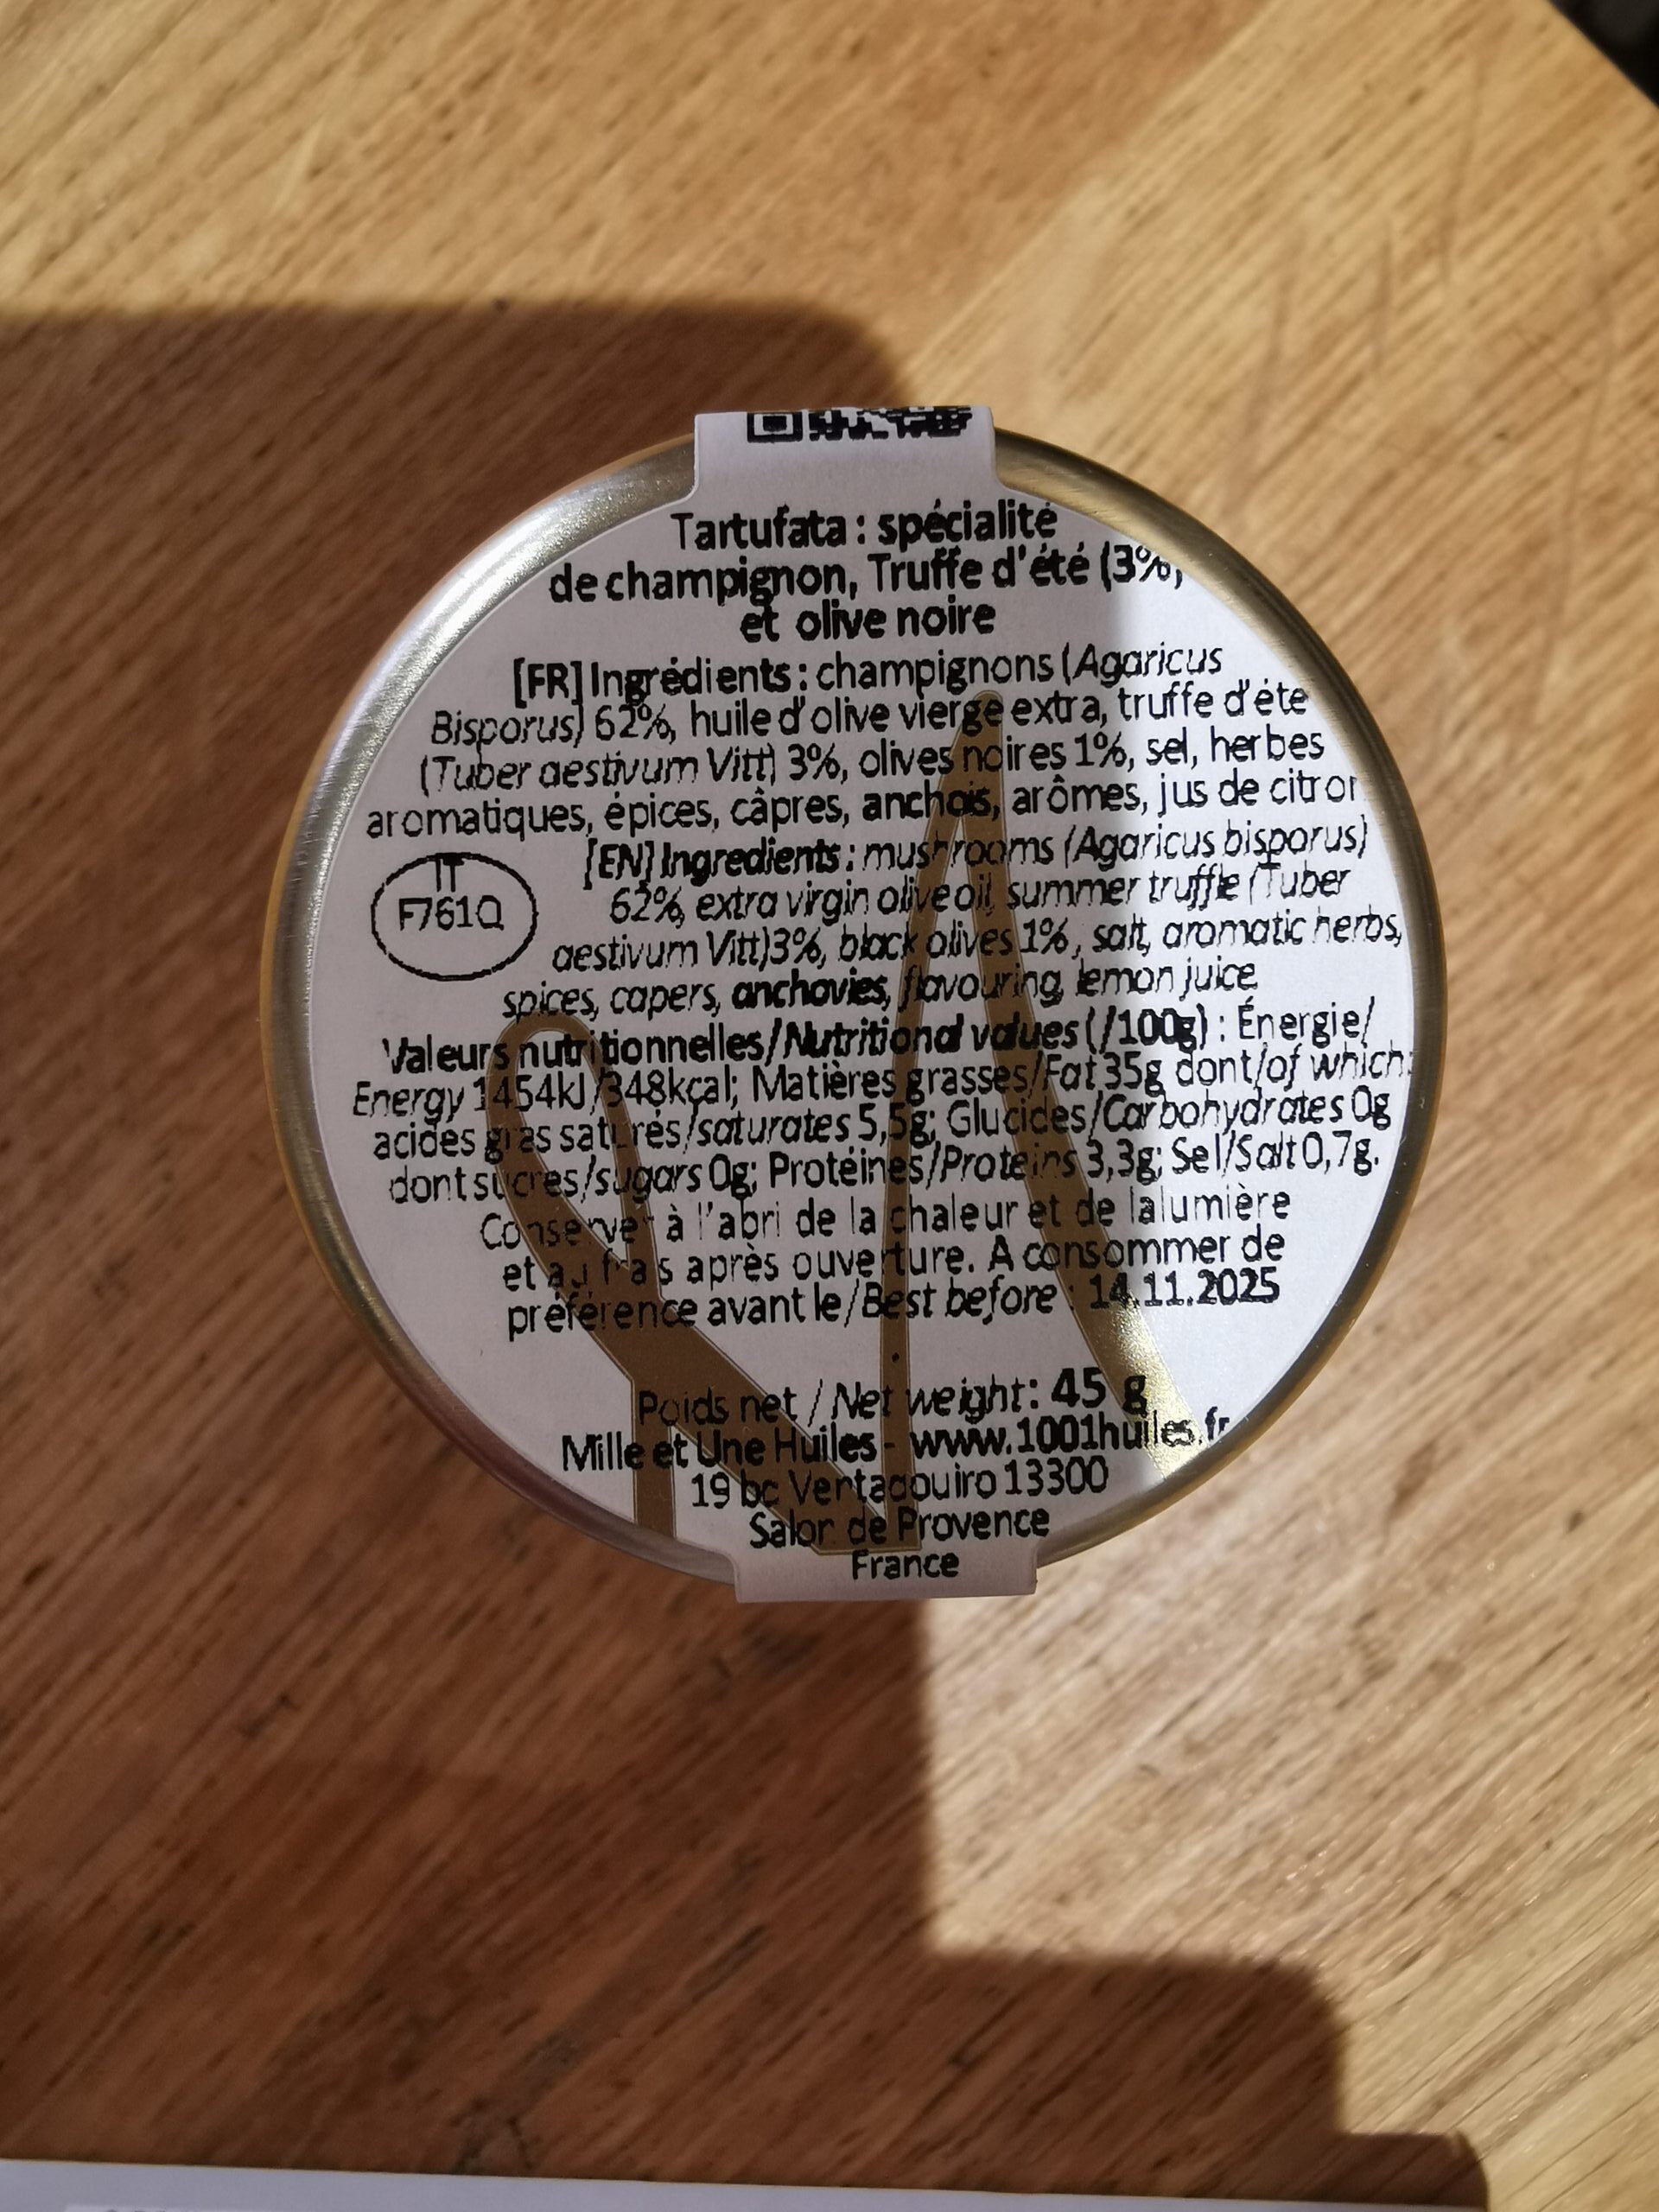 Tartufata : spécialité
de champignon, Truffe d'été (3%)
et olive noire
[FR] Ingrédients : champignons (Agaricus
Bisporus) 62%, huile d'olive vierge extra, truffe d'éte
(Tuber aestivum Vitt) 3%, olives noires 1%, sel, herbes
aromatiques, épices, câpres, anchois, arômes, jus de citron
[EN] Ingredients : mushrooms (Agaricus bisporus)
62%, extra virgin olive oil, summer truffle (Tuber
aestivum Vitt)3%, black olives 1% , salt, aromatic herbs,
spices, capers, anchovies, flavouring, lemon juice
IT
F761Q
Valeurs nutritionnelles/Nutritional values (/100g) : Énergie/
Energy 1454kJ/348kcal; Matières grasses/Fat 35g dont/of which:
acides gras saturés/saturates 5,5g; Glucides/Carbohydrates 0g
dont sucres/sugars 0g; Protéines/Proteins 3,3g; Sel/Salt 0,7g.
Conserver à l'abri de la chaleur et de lalumière
et au frais après ouverture. A consommer de
préférence avant le/Best before : 14.11.2025
Poids net / Net weight : 45 g
Mille et Une Huiles - www.1001huiles.fr
19 bc Ventadouiro 13300
Salon de Provence
France